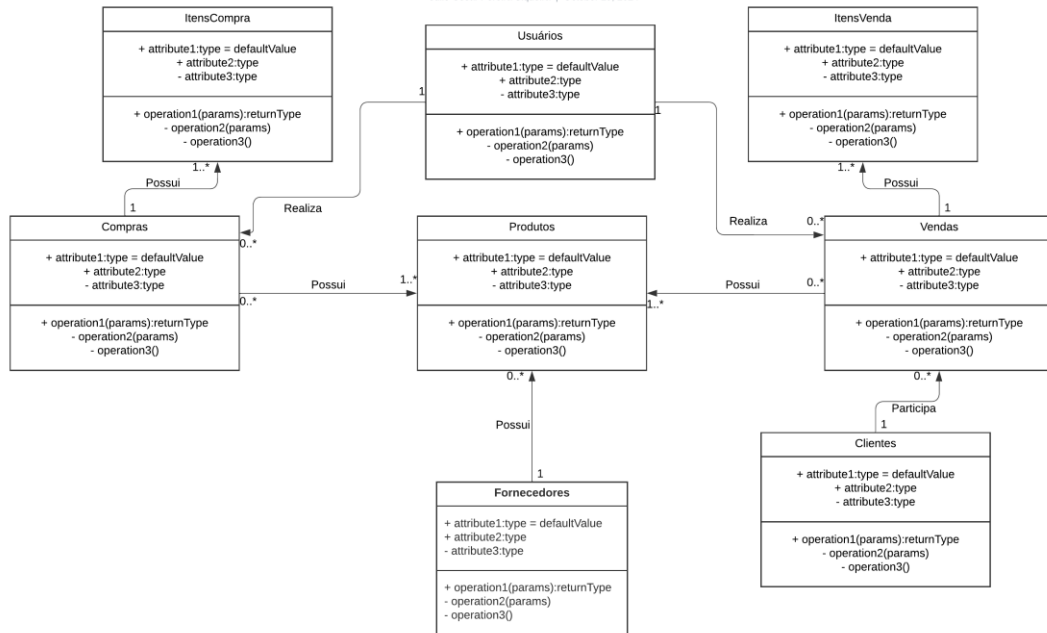 ItensCompra
+ attribute1:type = defaultValue
+ attribute2:type
- attribute3:type
+ operation1(params):returnType
- operation2(params)
- operation3()
Usuários
+ attribute1:type = defaultValue
+ attribute2:type
- attribute3:type
+ operation1(params):returnType
- operation2(params)
- operation3()
ItensVenda
+ attribute1:type = defaultValue
+ attribute2:type
- attribute3:type
+ operation1(params):returnType
- operation2(params)
- operation3()
1
1
1..*
Possui
1
Realiza
0..*
1..*
Possui
1
Realiza
0..*
Compras
+ attribute1:type = defaultValue
+ attribute2:type
- attribute3:type
+ operation1(params):returnType
- operation2(params)
- operation3()
0..*
Possui
1..*
Produtos
+ attribute1:type = defaultValue
+ attribute2:type
- attribute3:type
+ operation1(params):returnType
- operation2(params)
- operation3()
1..*
Possui
0..*
Vendas
+ attribute1:type = defaultValue
+ attribute2:type
- attribute3:type
+ operation1(params):returnType
- operation2(params)
- operation3()
0..*
Possui
1
0..*
Participa
1
Fornecedores
+ attribute1:type = defaultValue
+ attribute2:type
- attribute3:type
+ operation1(params):returnType
- operation2(params)
- operation3()
Clientes
+ attribute1:type = defaultValue
+ attribute2:type
- attribute3:type
+ operation1(params):returnType
- operation2(params)
- operation3()